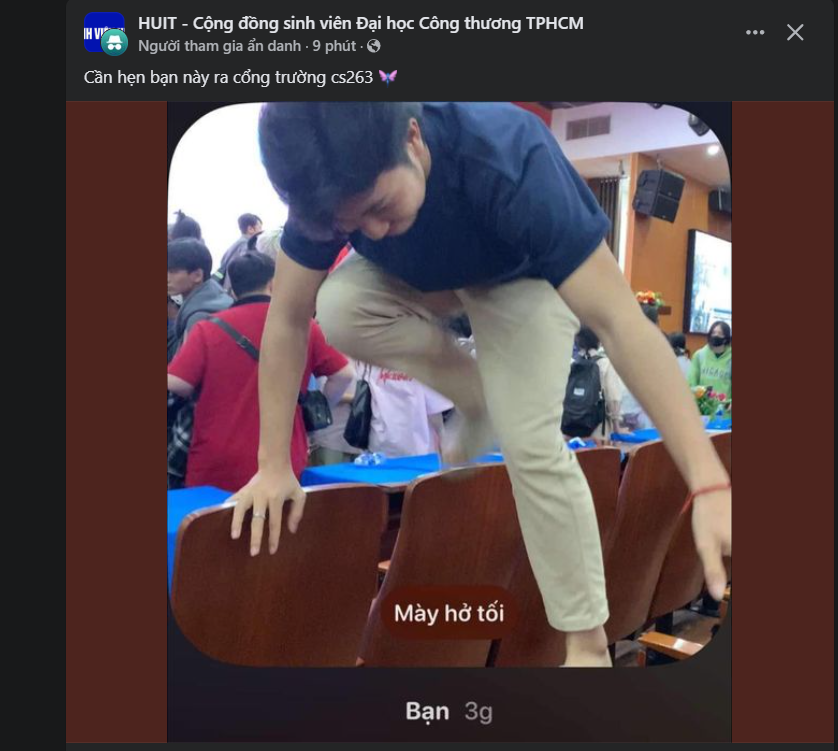 HUIT - Cộng đồng sinh viên Đại học Công thương TPHCM
Người tham gia ẩn danh · 9 phút ·
Cần hẹn bạn này ra cổng trường cs263
Mày hở tối
Bạn 3g